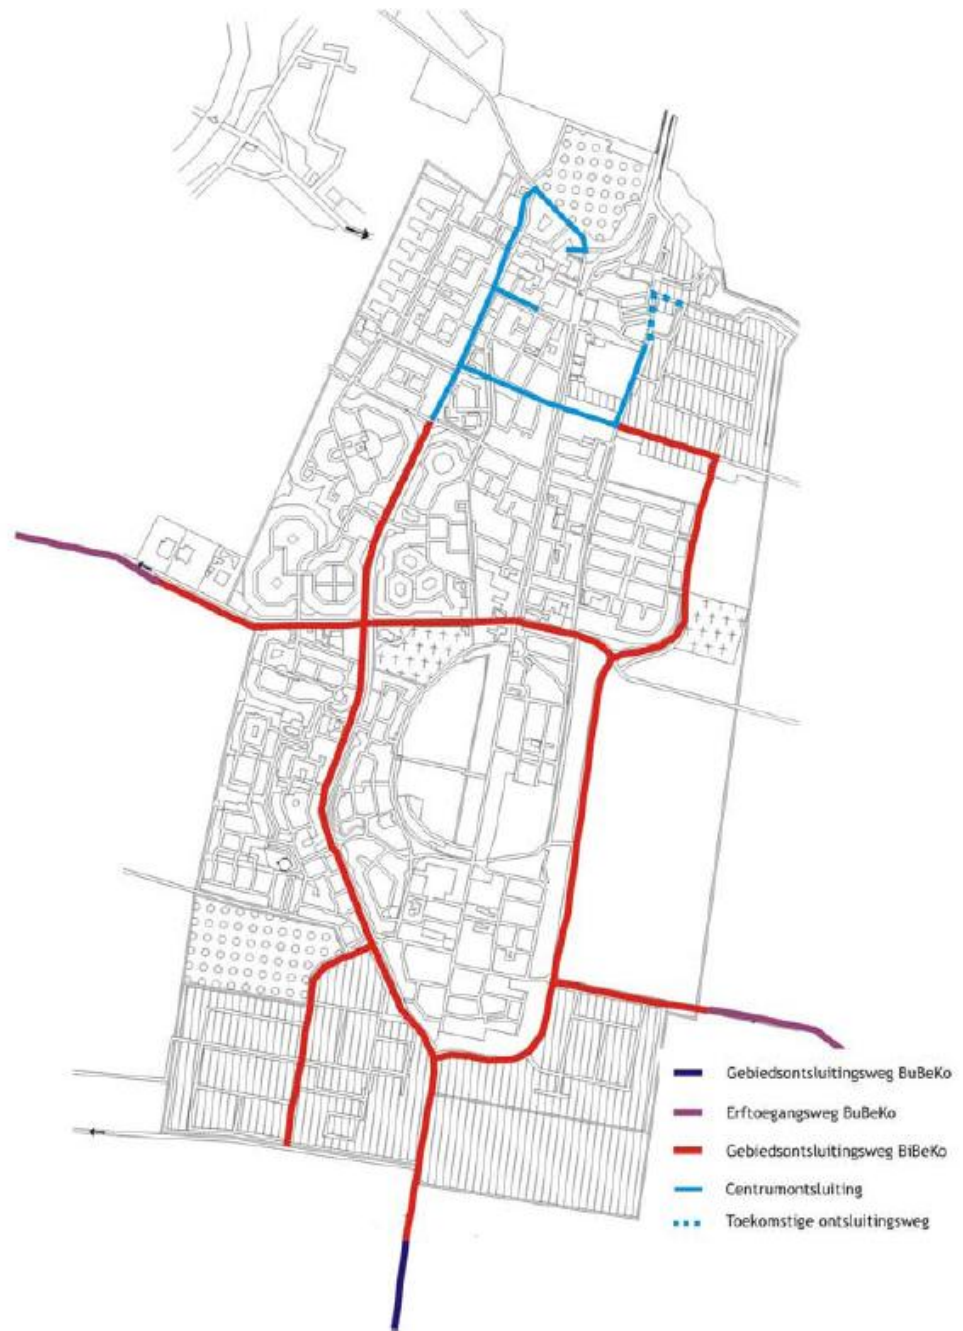 Gebiedsontsluitingsweg BuBeKo
Erftoegangsweg BuBeKo
Gebiedsontsluitingsweg BiBeKo
Centrumontsluiting
Toekomstige ontsluitingsweg